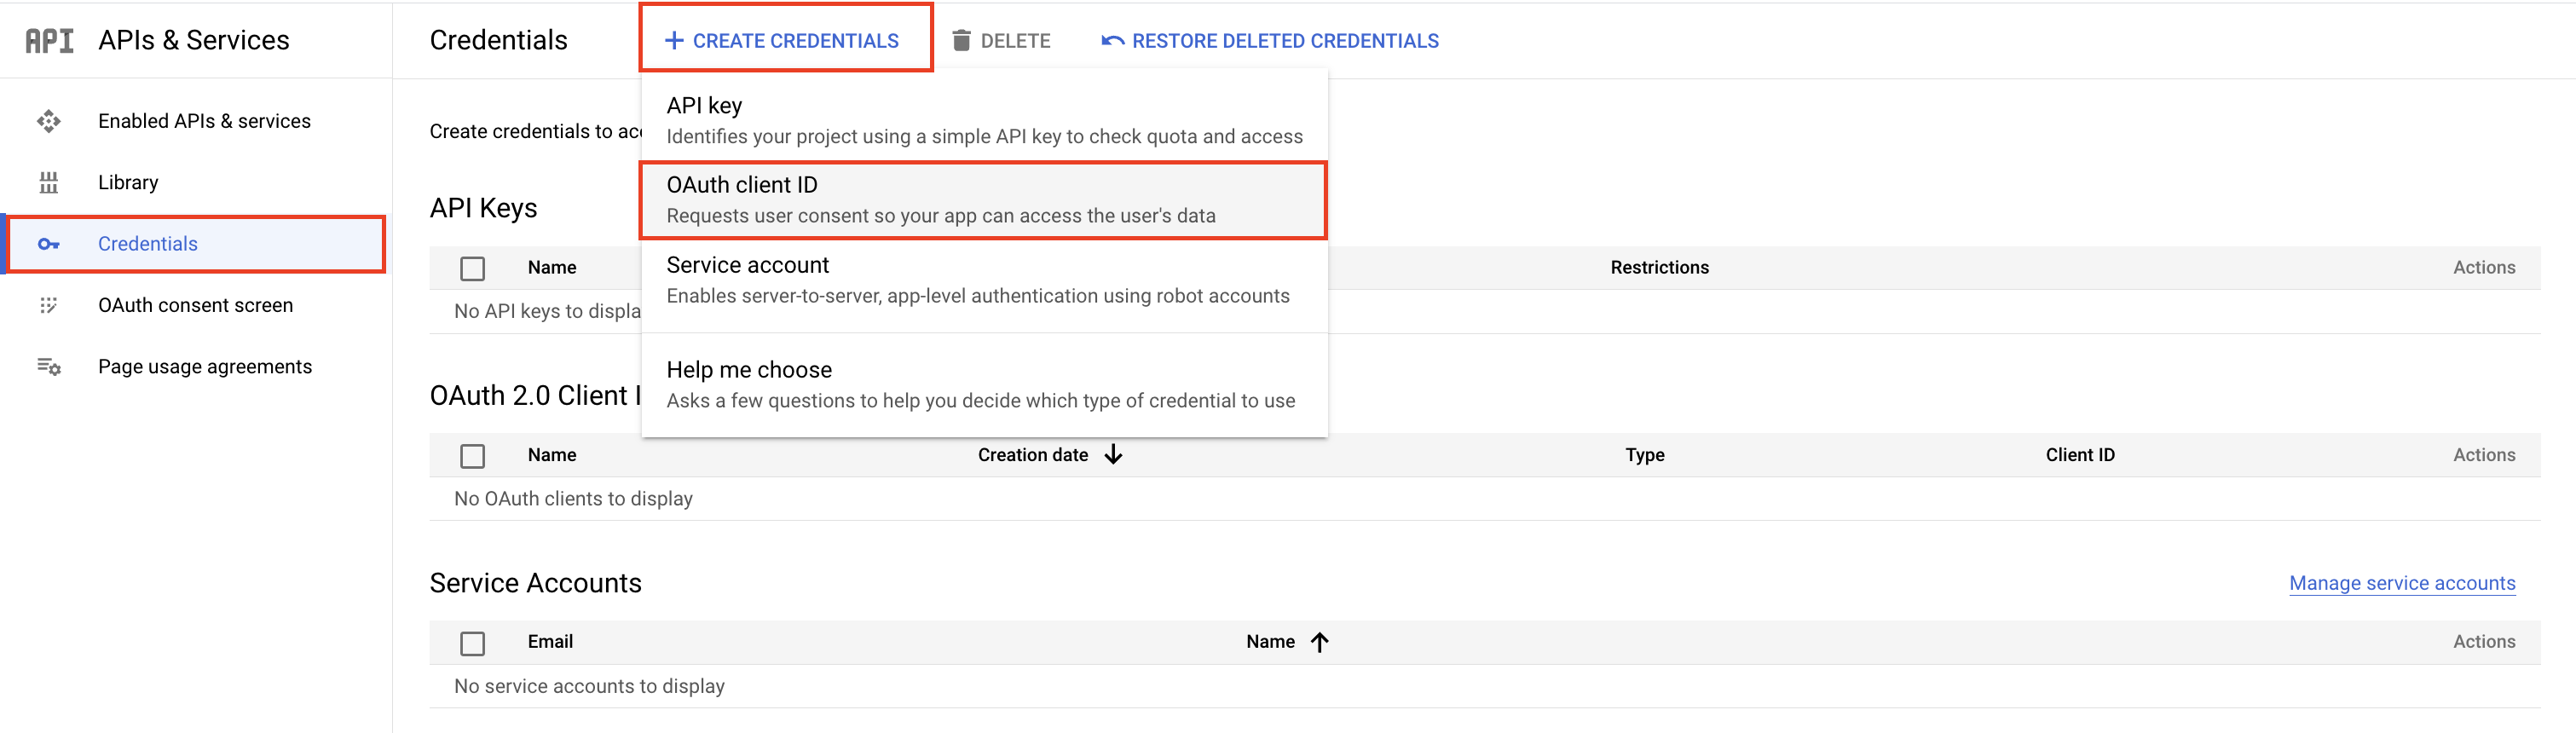 API APIs & Services
Enabled APIs & services
Library
Credentials
OAuth consent screen
Page usage agreements
Credentials
CREATE CREDENTIALS
DELETE
RESTORE DELETED CREDENTIALS
API key
Identifies your project using a simple API key to check quota and access
OAuth client ID
Requests user consent so your app can access the user's data
Service account
Enables server-to-server, app-level authentication using robot accounts
Help me choose
Asks a few questions to help you decide which type of credential to use
Create credentials to
API Keys
Name Restrictions Actions
No API keys to
OAuth 2.0 Client
Name Creation date Type Client ID Actions
No OAuth clients to display
Service Accounts
Manage service accounts
Email Name Actions
No service accounts to display